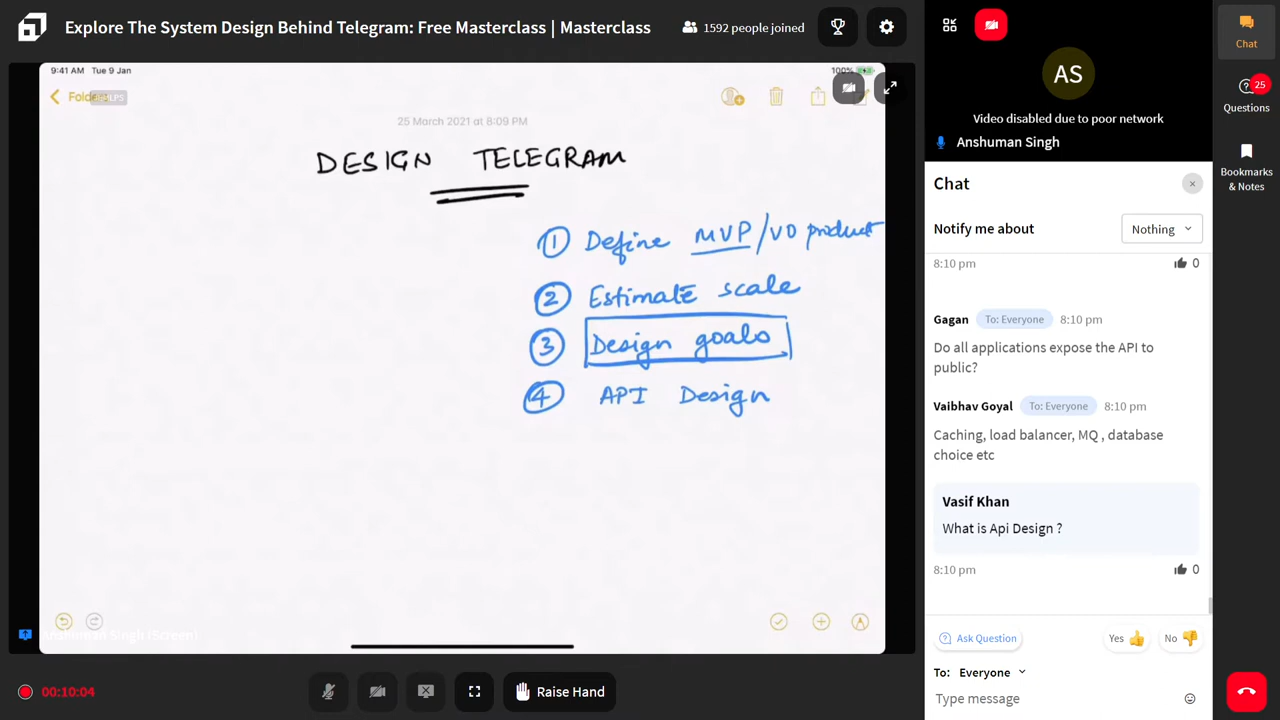 Explore The System Design Behind Telegram: Free Masterclass | Masterclass
1592 people joined
9:41 AM Tue 9 Jan
100%
25 March 2021 at 8:09 PM
DESIGN TELEGRAM
① Define MVP/V0 product
② Estimate scale
③ Design goals
④ API Design
Anshuman Singh (Screen)
00:10:04
Raise Hand
AS
Video disabled due to poor network
Anshuman Singh
Chat
Notify me about
Nothing
8:10 pm
0
Gagan To: Everyone 8:10 pm
Do all applications expose the API to
public?
Vaibhav Goyal To: Everyone 8:10 pm
Caching, load balancer, MQ , database
choice etc
Vasif Khan
What is Api Design ?
8:10 pm
0
Ask Question
Yes
No
To: Everyone
Type message
Chat
25
Questions
Bookmarks
& Notes